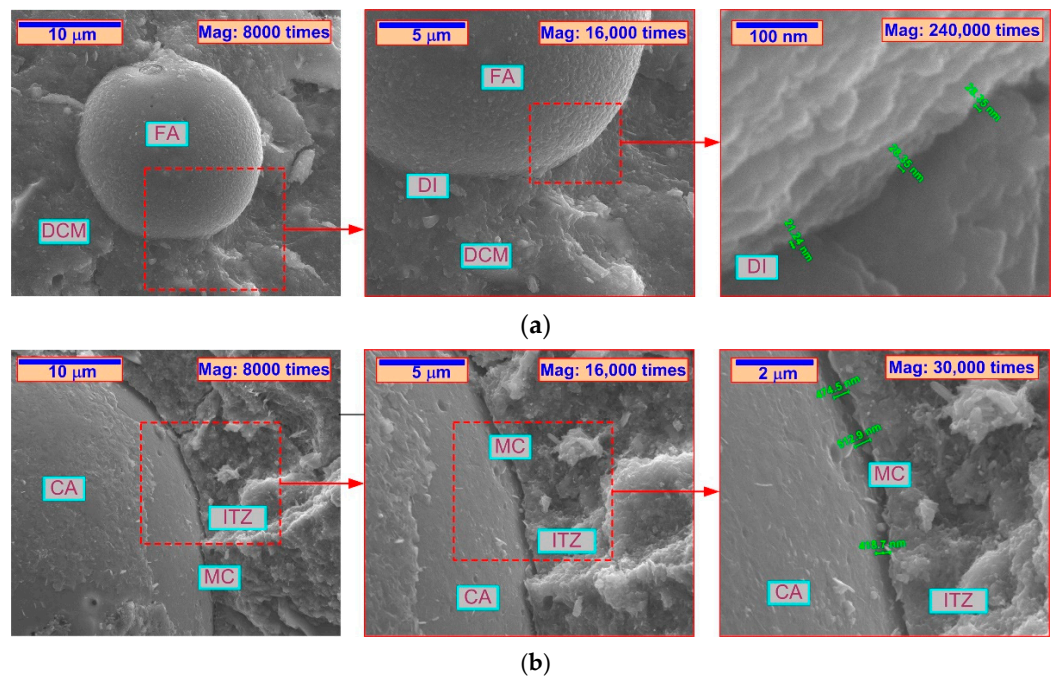 10 μm
Mag: 8000 times
5 μm
Mag: 16,000 times
100 nm
Mag: 240,000 times
FA
DCM
FA
DI
DCM
DI
(a)
10 μm
Mag: 8000 times
5 μm
Mag: 16,000 times
2 μm
Mag: 30,000 times
CA
ITZ
MC
MC
ITZ
CA
MC
CA
ITZ
(b)